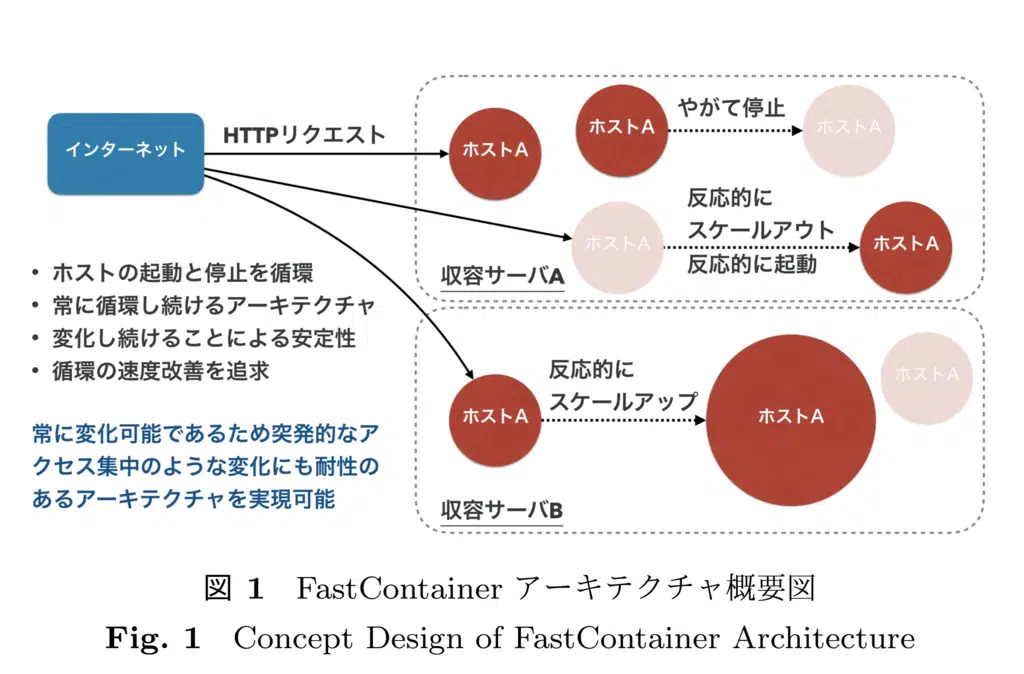 インターネット
HTTPリクエスト
ホストA
ホストA
やがて停止
ホストA
ホストA
反応的に
スケールアウト
反応的に起動
ホストA
収容サーバA
• ホストの起動と停止を循環
• 常に循環し続けるアーキテクチャ
• 変化し続けることによる安定性
• 循環の速度改善を追求
常に変化可能であるため突発的なア
クセス集中のような変化にも耐性の
あるアーキテクチャを実現可能
ホストA
反応的に
スケールアップ
ホストA
ホストA
収容サーバB
図 1 FastContainer アーキテクチャ概要図
Fig. 1 Concept Design of FastContainer Architecture